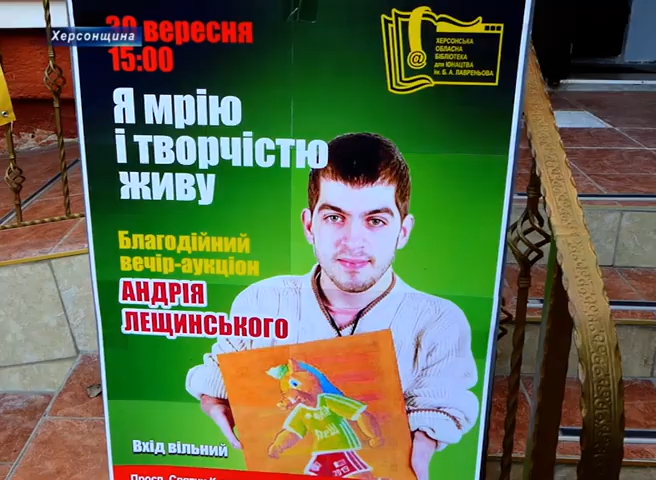 Херсонщина
20 вересня
15:00
ХЕРСОНСЬКА
ОБЛАСНА
БІБЛІОТЕКА
для ЮНАЦТВА
ім. Б. А. ЛАВРЕНЬОВА
@
Я мрію
і творчістю
живу
Благодійний
вечір-аукціон
АНДРІЯ
ЛЕЩИНСЬКОГО
Вхід вільний